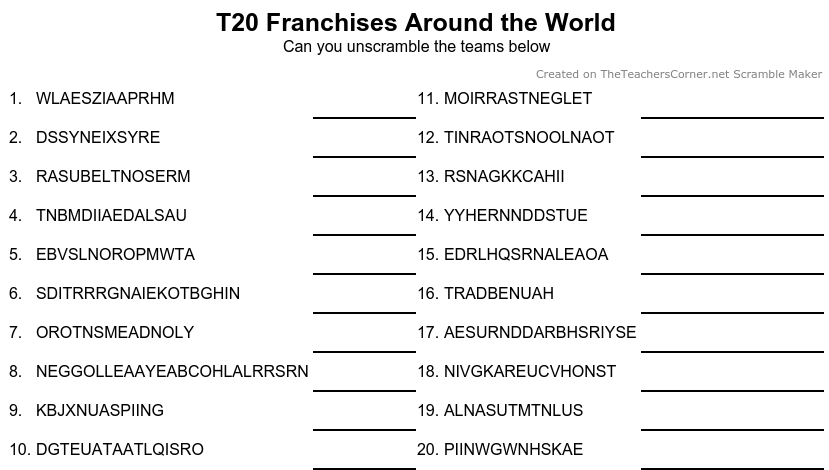 T20 Franchises Around the World
Can you unscramble the teams below
Created on TheTeachersCorner.net Scramble Maker
1. WLAESZIAAPRHM
2. DSSYNEIXSYRE
3. RASUBELTNOSERM
4. TNBMDIIAEDALSAU
5. EBVSLNOROPMWTA
6. SDITRRRGNAIEKOTBGHIN
7. OROTNSMEADNOLY
8. NEGGOLLEAAYEABCOHLALRRSRN
9. KBJXNUASPIING
10. DGTEUATAATLQISRO
11. MOIRRASTNEGLET
12. TINRAOTSNOOLNAOT
13. RSNAGKKCAHII
14. YYHERNNDDSTUE
15. EDRLHQSRNALEAOA
16. TRADBENUAH
17. AESURNDDARBHSRIYSE
18. NIVGKAREUCVHONST
19. ALNASUTMTNLUS
20. PIINWGWNHSKAE